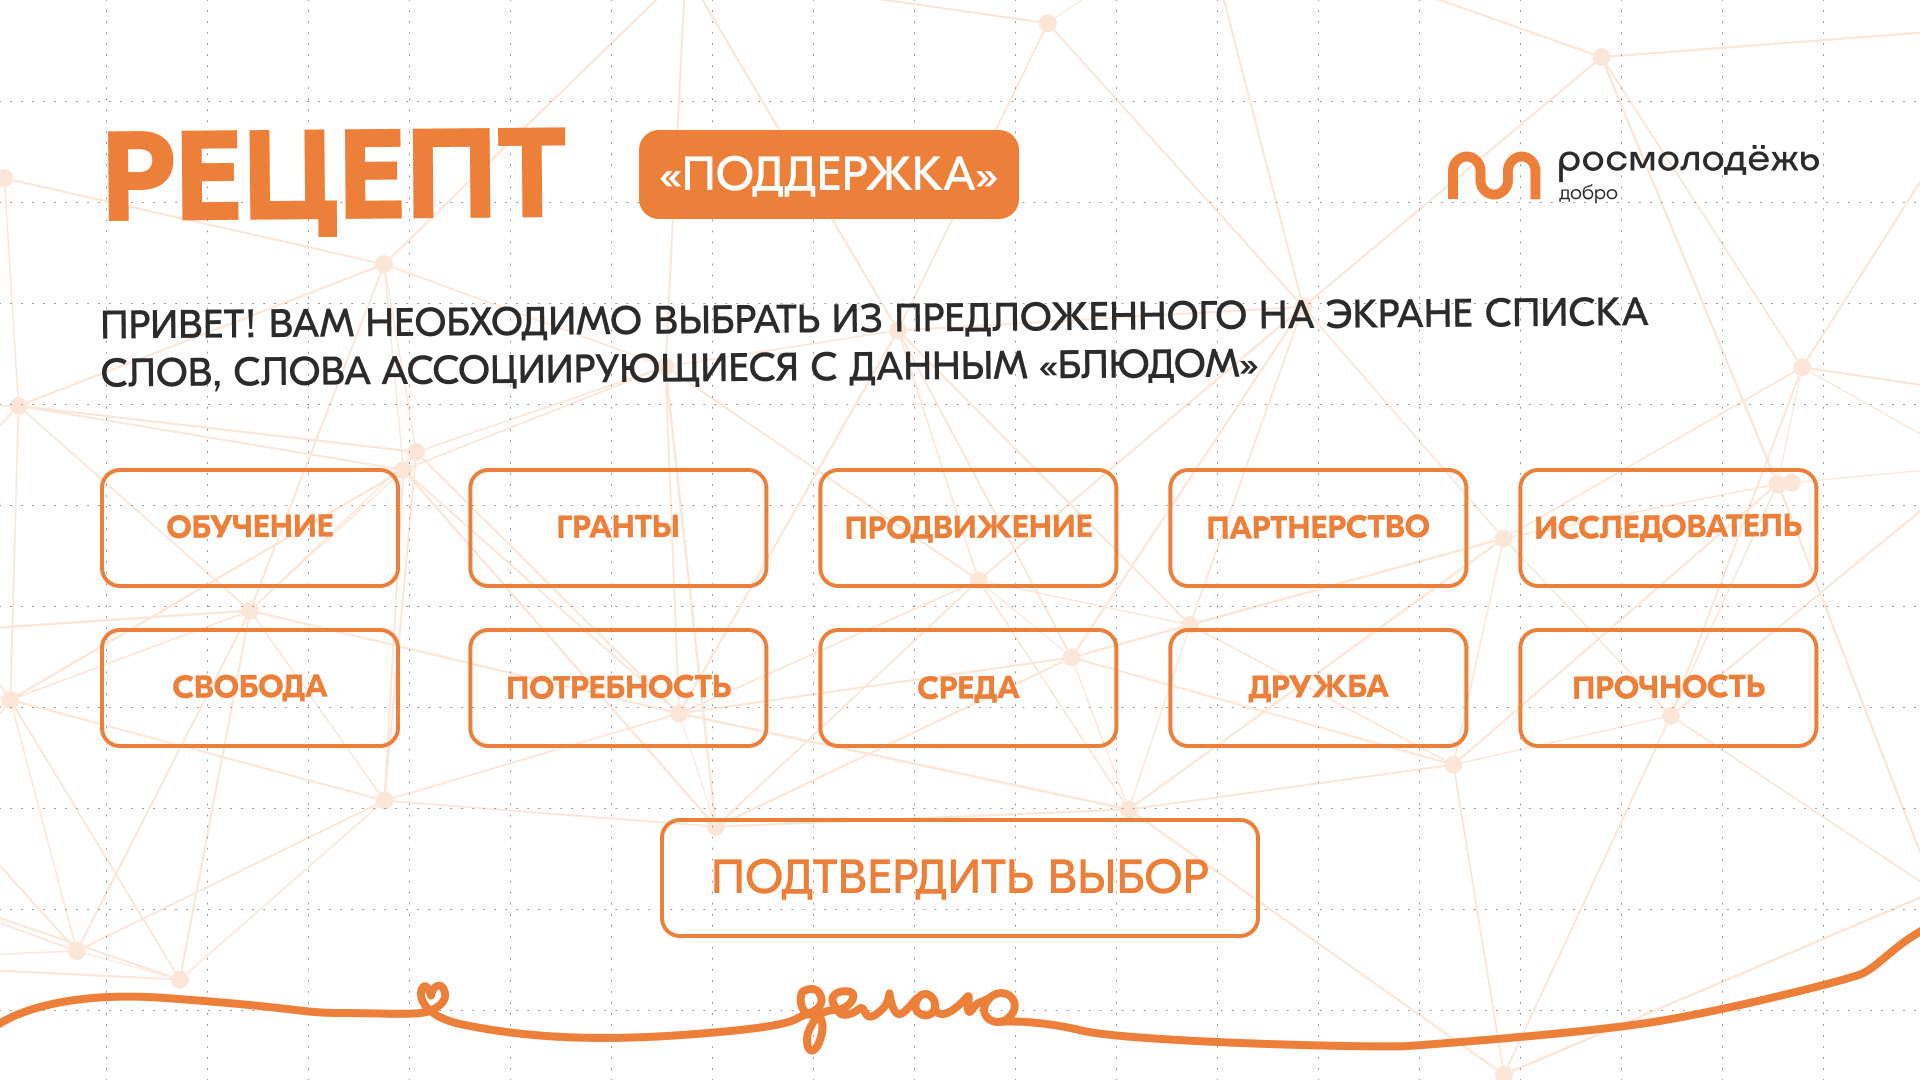 РЕЦЕПТ
«ПОДДЕРЖКА»
росмолодёжь
добро
ПРИВЕТ! ВАМ НЕОБХОДИМО ВЫБРАТЬ ИЗ ПРЕДЛОЖЕННОГО НА ЭКРАНЕ СПИСКА
СЛОВ, СЛОВА АССОЦИИРУЮЩИЕСЯ С ДАННЫМ «БЛЮДОМ»
ОБУЧЕНИЕ
ГРАНТЫ
ПРОДВИЖЕНИЕ
ПАРТНЕРСТВО
ИССЛЕДОВАТЕЛЬ
СВОБОДА
ПОТРЕБНОСТЬ
СРЕДА
ДРУЖБА
ПРОЧНОСТЬ
ПОДТВЕРДИТЬ ВЫБОР
делаю